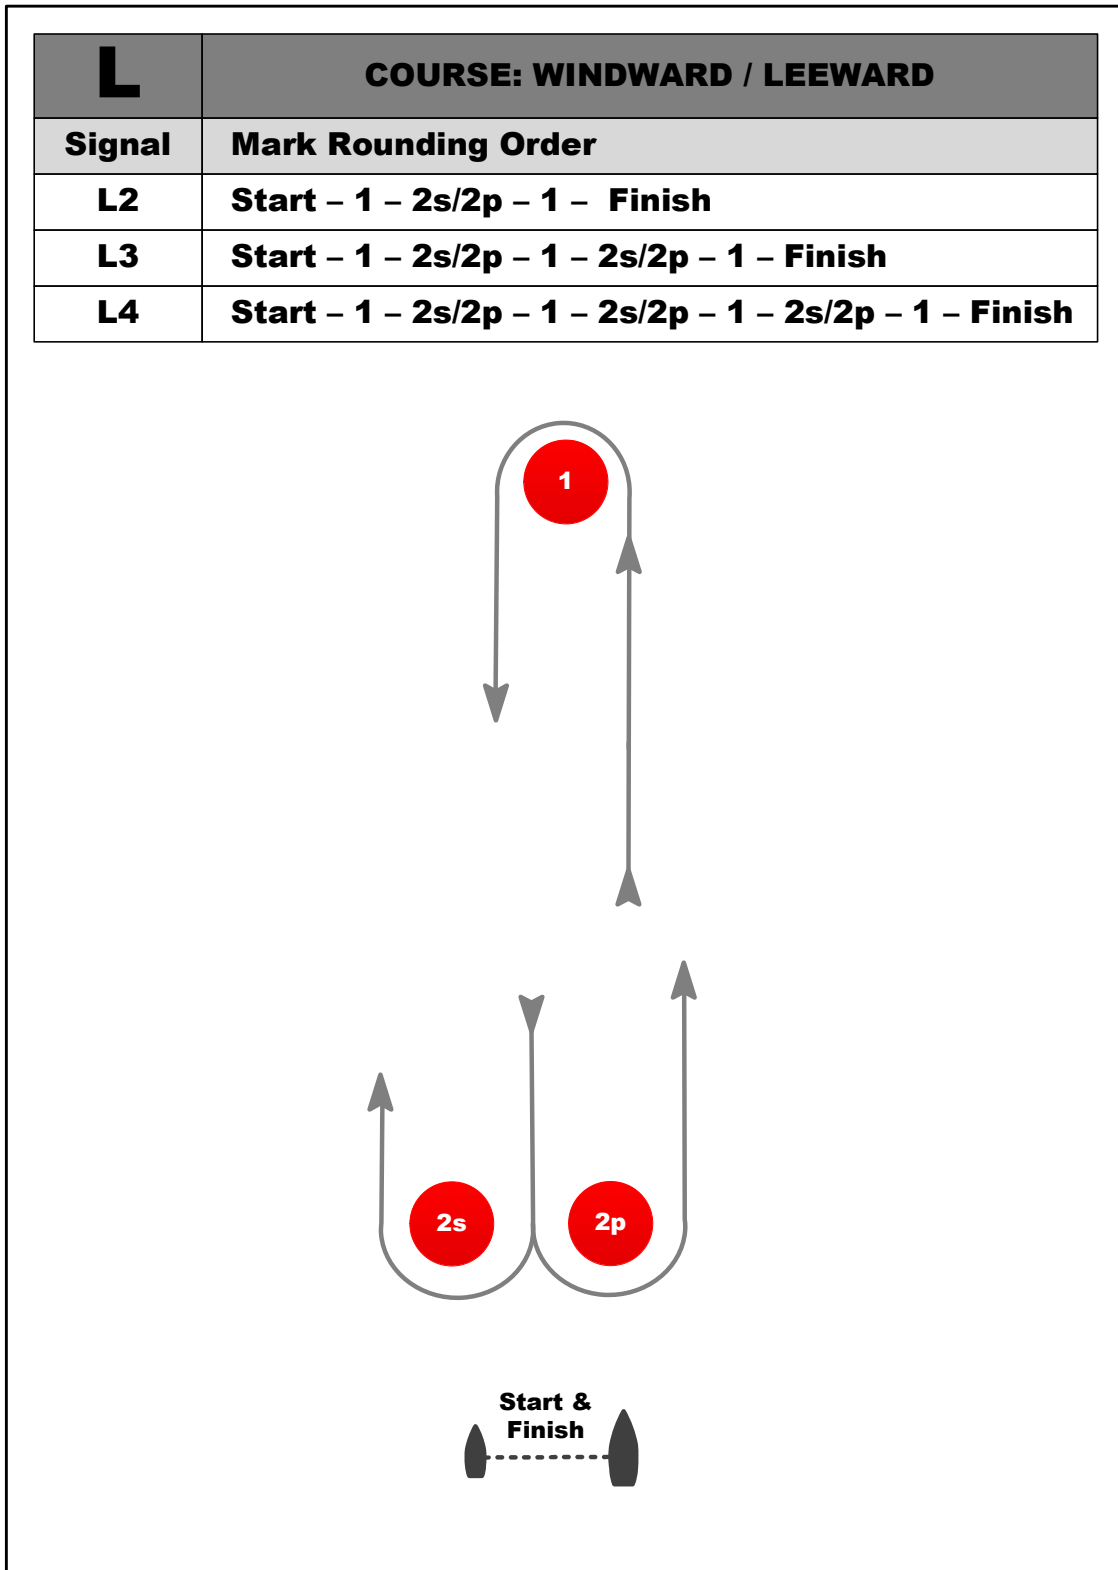 L COURSE: WINDWARD / LEEWARD
Signal Mark Rounding Order
L2 Start – 1 – 2s/2p – 1 – Finish
L3 Start – 1 – 2s/2p – 1 – 2s/2p – 1 – Finish
L4 Start – 1 – 2s/2p – 1 – 2s/2p – 1 – 2s/2p – 1 – Finish
1
2s 2p
Start &
Finish